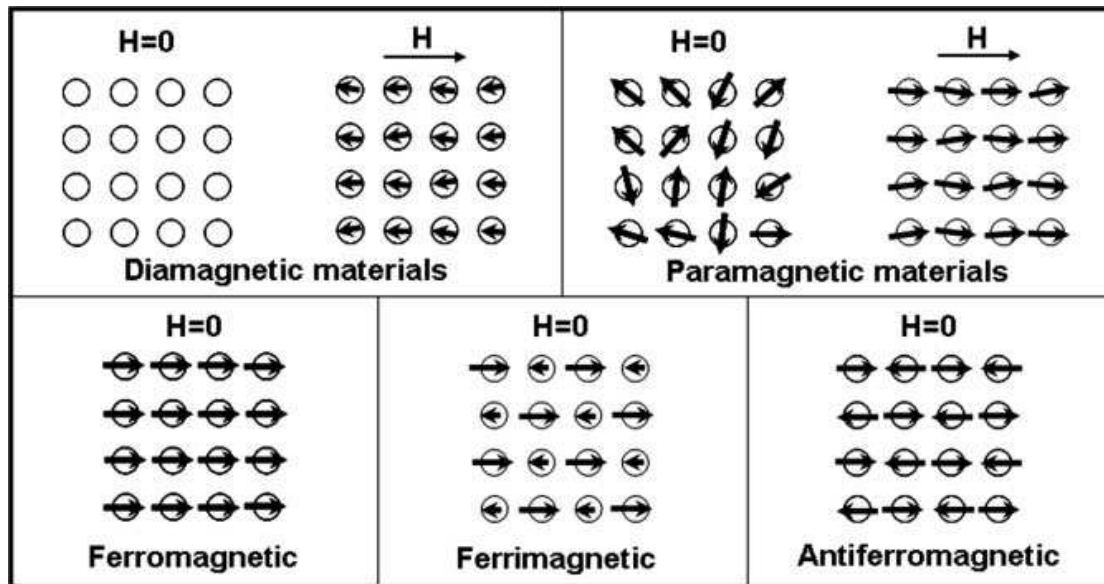 H=0
H
Diamagnetic materials
H=0
H
Paramagnetic materials
H=0
Ferromagnetic
H=0
Ferrimagnetic
H=0
Antiferromagnetic